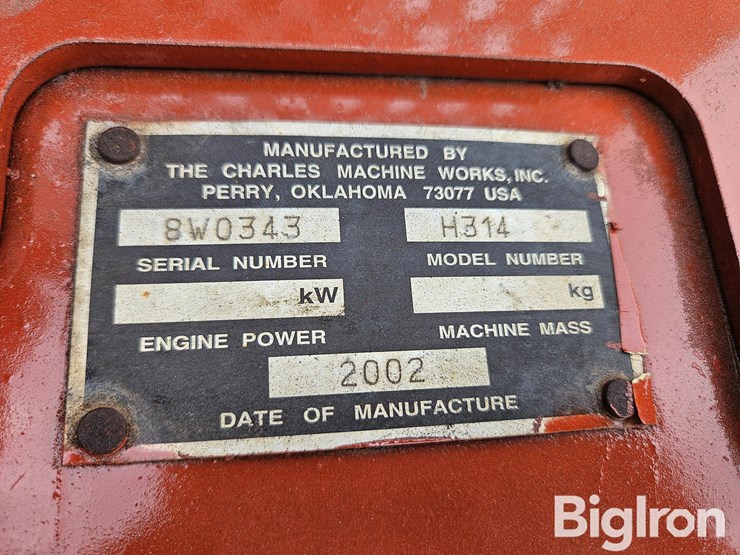 MANUFACTURED BY
THE CHARLES MACHINE WORKS, INC.
PERRY, OKLAHOMA 73077 USA
8W0343 H314
SERIAL NUMBER MODEL NUMBER
kW kg
ENGINE POWER MACHINE MASS
2002
DATE OF MANUFACTURE
BigIron